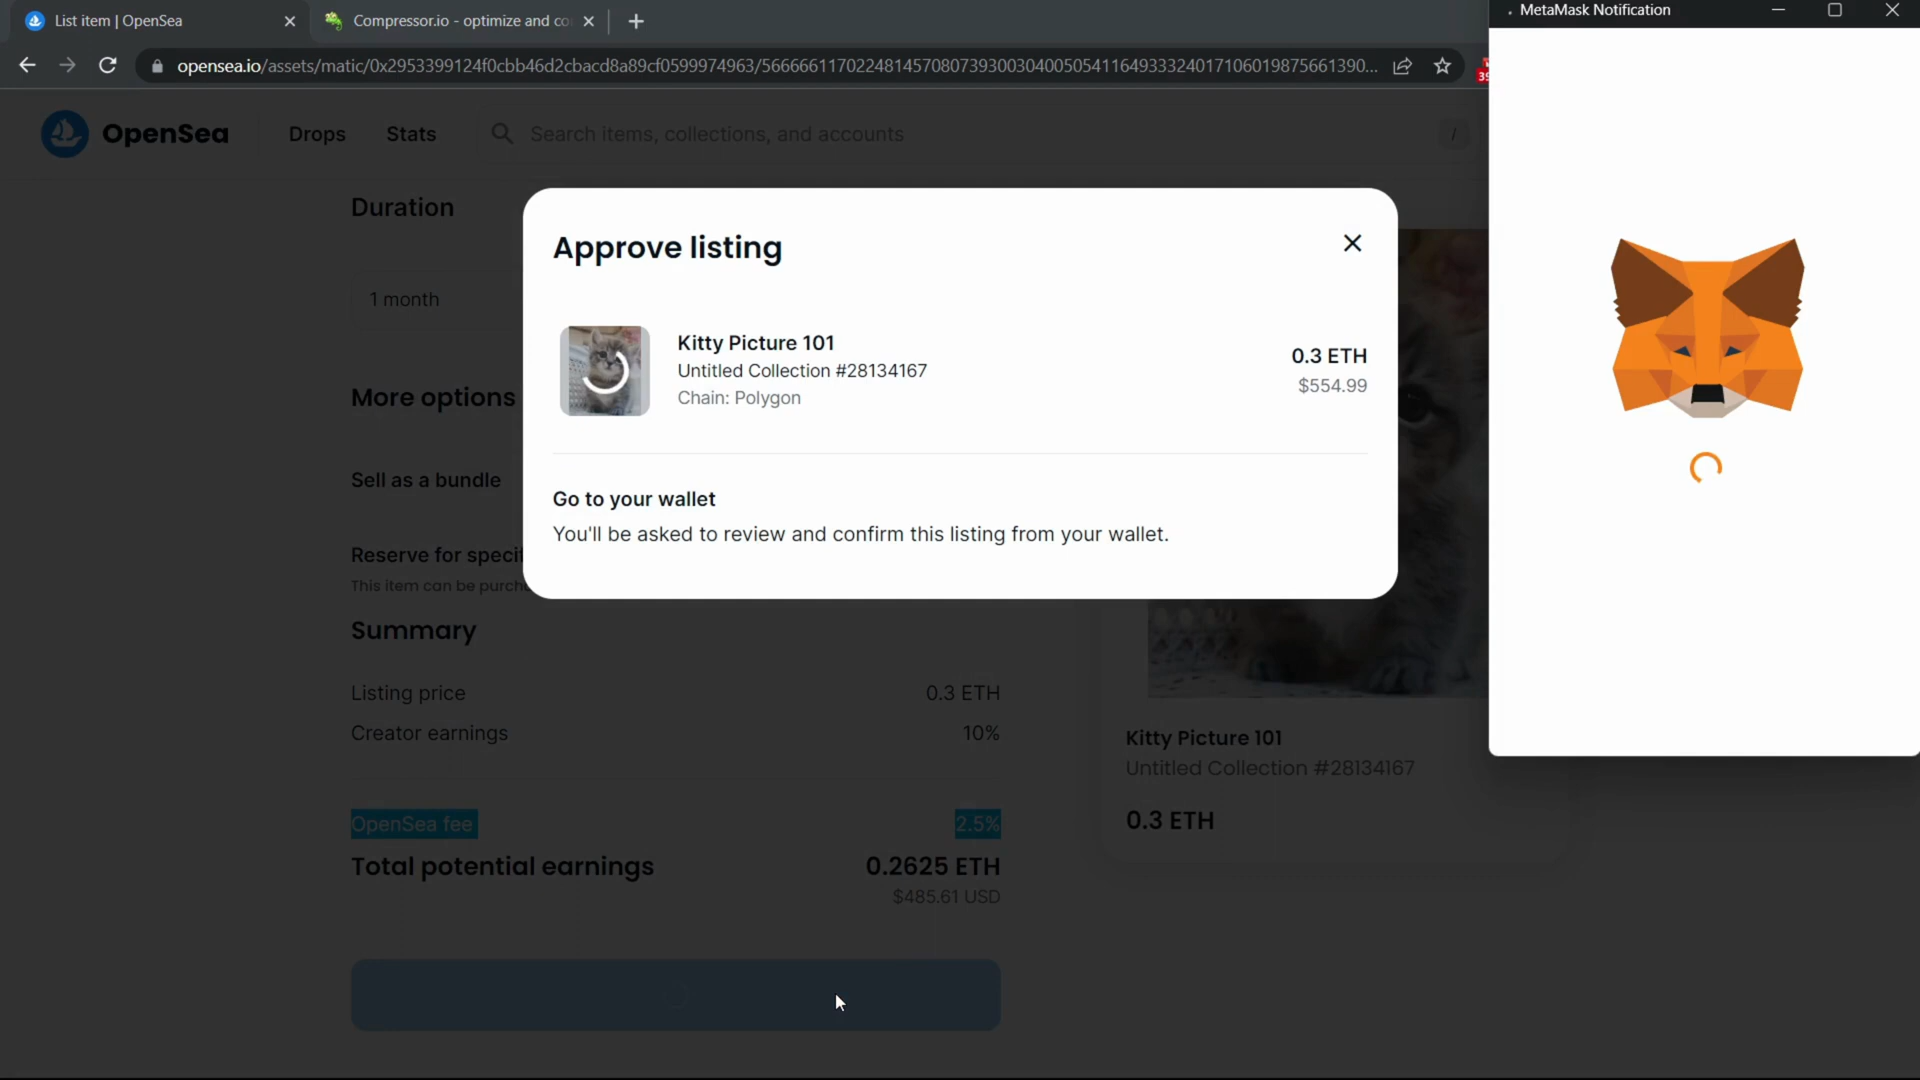 List item | OpenSea
Compressor.io - optimize and co
MetaMask Notification
opensea.io/assets/matic/0x2953399124f0cbb46d2cbacd8a89cf0599974963/56666611702248145708073930030400505411649333240171060198756613​90...
39
OpenSea
Drops
Stats
Search items, collections, and accounts
/
Duration
1 month
Approve listing
Kitty Picture 101
Untitled Collection #28134167
Chain: Polygon
0.3 ETH
$554.99
More options
Sell as a bundle
Go to your wallet
You'll be asked to review and confirm this listing from your wallet.
Reserve for specif
This item can be purch
Summary
Listing price
0.3 ETH
Creator earnings
10%
OpenSea fee
2.5%
Total potential earnings
0.2625 ETH
$485.61 USD
Kitty Picture 101
Untitled Collection #28134167
0.3 ETH